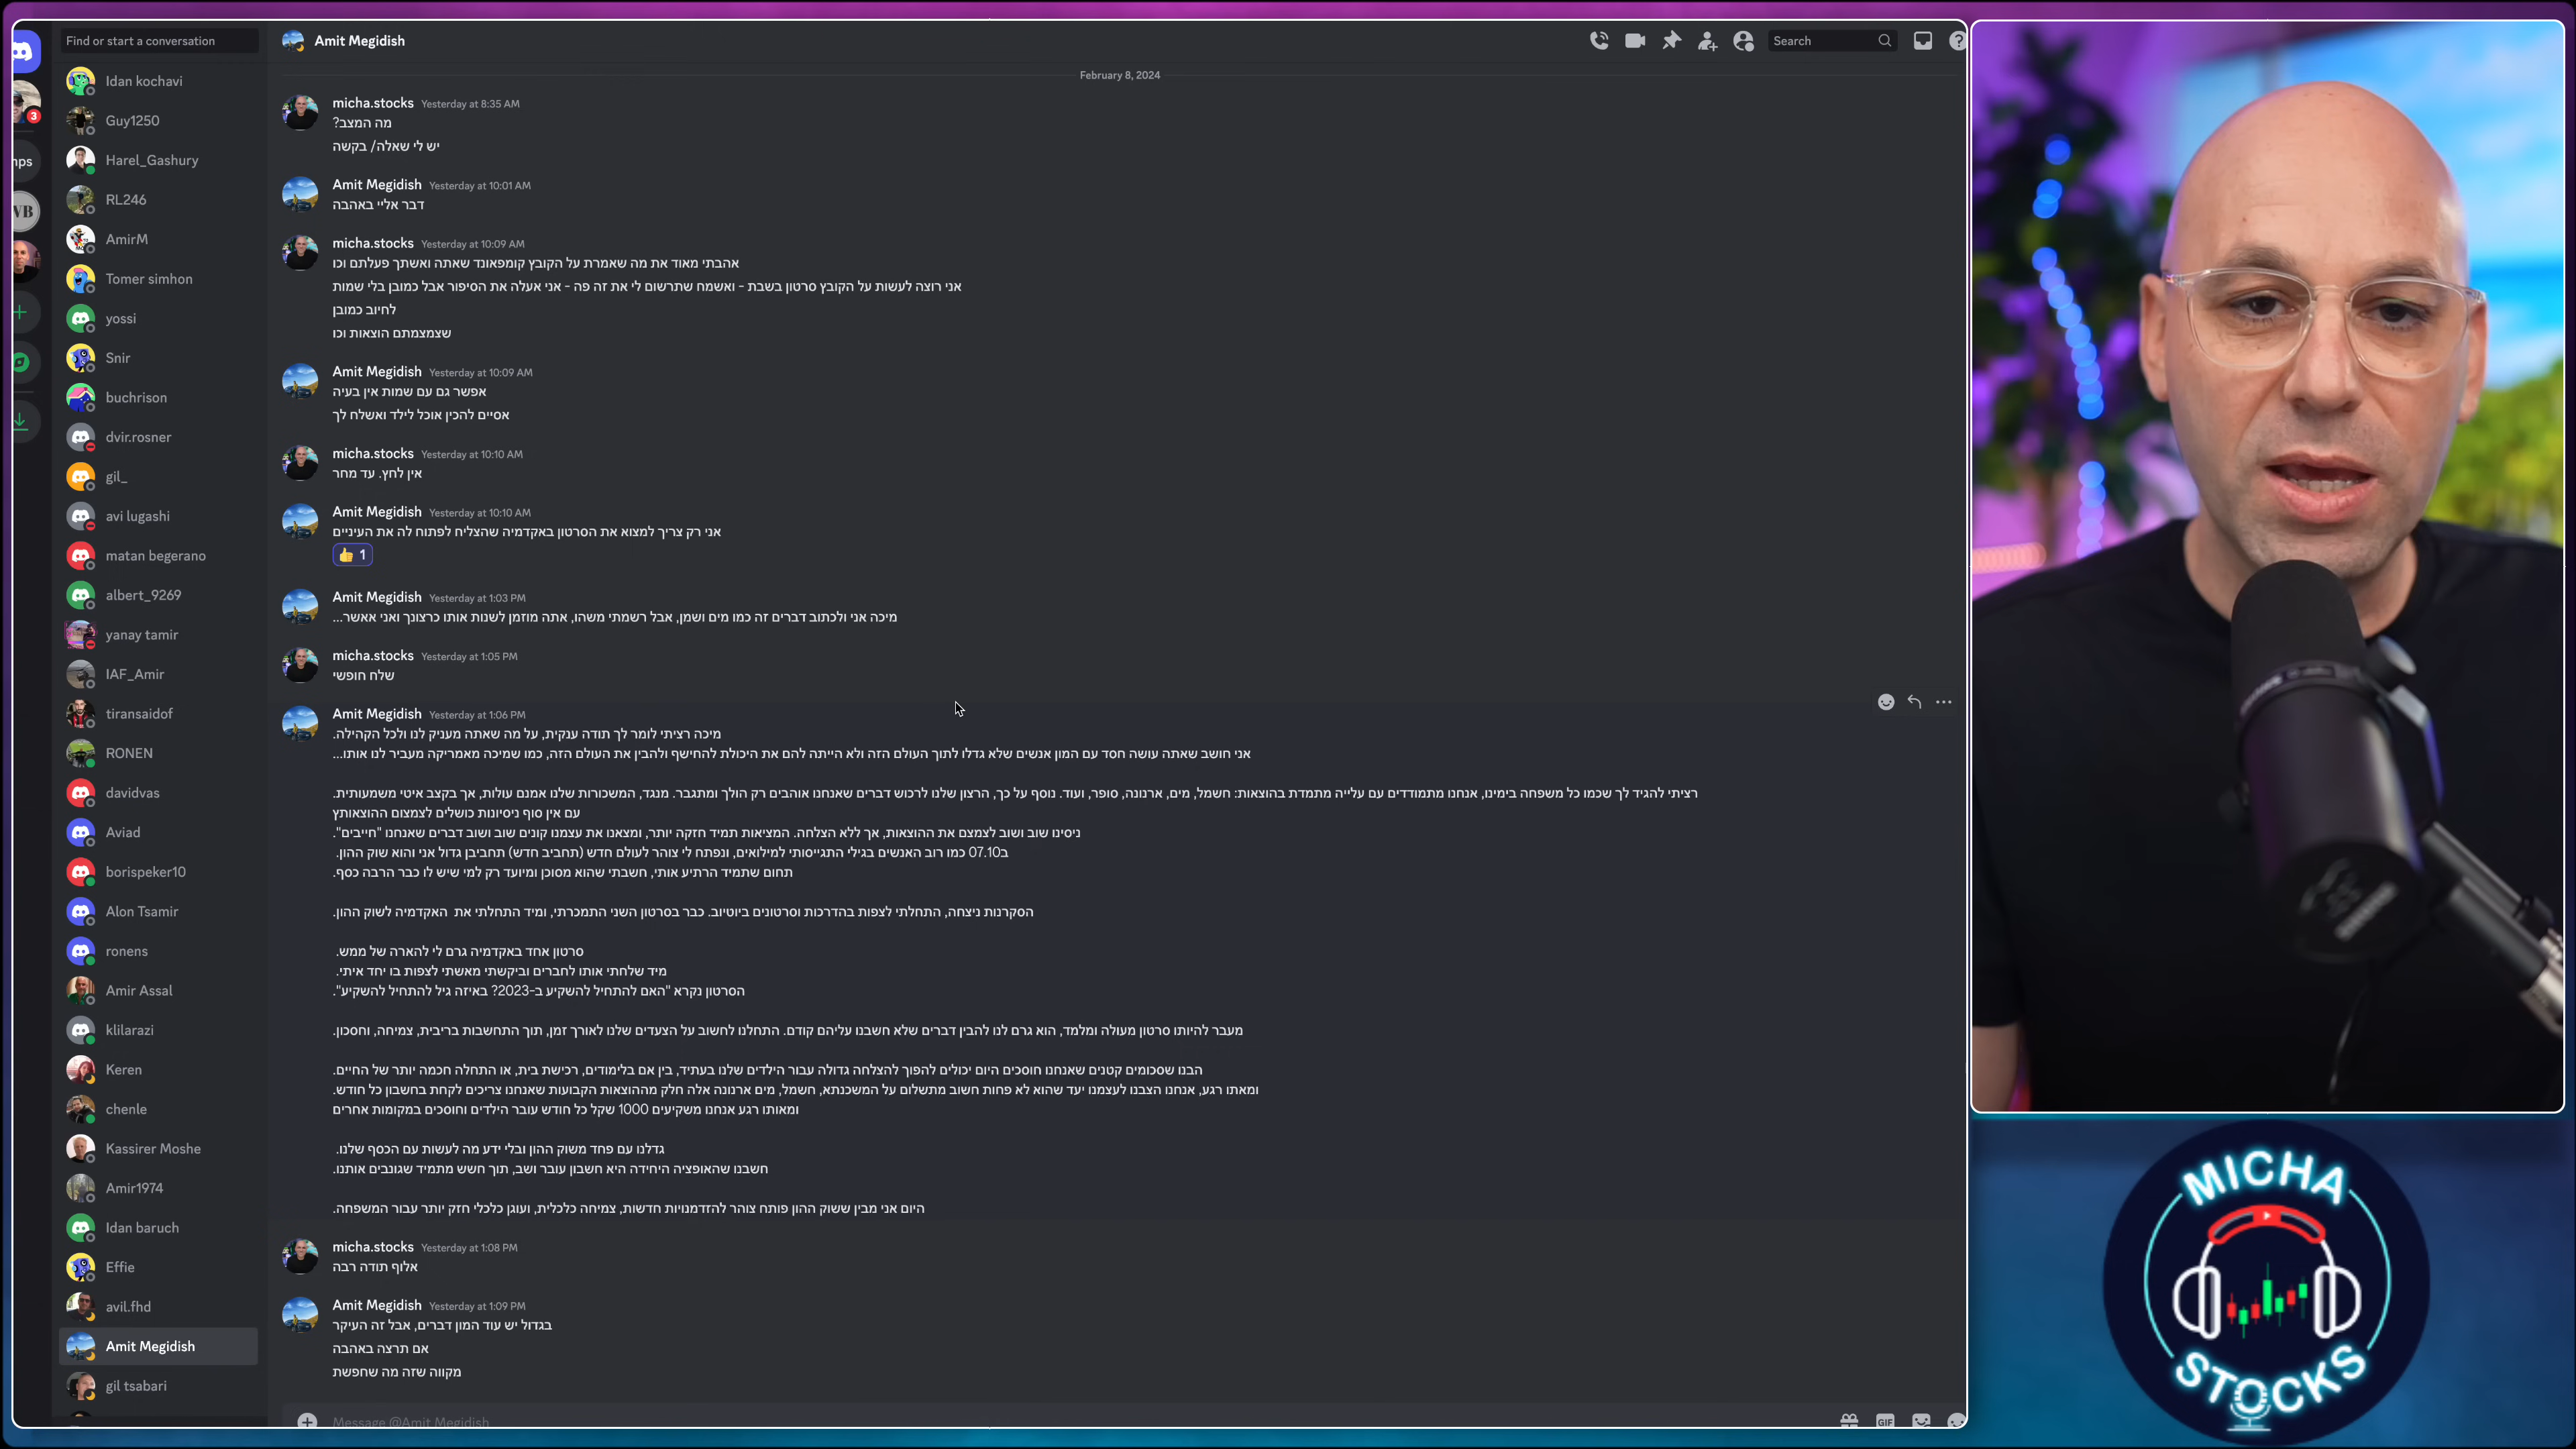 Find or start a conversation
Idan kochavi
Guy1250
Harel_Gashury
RL246
AmirM
Tomer simhon
yossi
Snir
buchrison
dvir.rosner
gil_
avi lugashi
matan begerano
albert_9269
yanay tamir
IAF_Amir
tiransaidof
RONEN
davidvas
Aviad
borispeker10
Alon Tsamir
ronens
Amir Assal
klilarazi
Keren
chenle
Kassirer Moshe
Amir1974
Idan baruch
Effie
avil.fhd
Amit Megidish
gil tsabari
3
VB
Amit Megidish
Search
February 8, 2024
micha.stocks Yesterday at 8:35 AM
מה המצב?
יש לי שאלה/ בקשה
Amit Megidish Yesterday at 10:01 AM
דבר אליי באהבה
micha.stocks Yesterday at 10:09 AM
אהבתי מאוד את מה שאמרת על הקובץ קומפאונד שאתה ואשתך פעלתם וכו
אני רוצה לעשות על הקובץ סרטון בשבת - ואשמח שתרשום לי את זה פה - אני אעלה את הסיפור אבל כמובן בלי שמות
לחיוב כמובן
שצמצמתם הוצאות וכו
Amit Megidish Yesterday at 10:09 AM
אפשר גם עם שמות אין בעיה
אסיים להכין אוכל לילד ואשלח לך
micha.stocks Yesterday at 10:10 AM
אין לחץ. עד מחר
Amit Megidish Yesterday at 10:10 AM
אני רק צריך למצוא את הסרטון באקדמיה שהצליח לפתוח לה את העיניים
1
Amit Megidish Yesterday at 1:03 PM
מיכה אני ולכתוב דברים זה כמו מים ושמן, אבל רשמתי משהו, אתה מוזמן לשנות אותו כרצונך ואני אאשר...
micha.stocks Yesterday at 1:05 PM
שלח חופשי
Amit Megidish Yesterday at 1:06 PM
מיכה רציתי לומר לך תודה ענקית, על מה שאתה מעניק לנו ולכל הקהילה.
אני חושב שאתה עושה חסד עם המון אנשים שלא גדלו לתוך העולם הזה ולא הייתה להם את היכולת להחישף ולהבין את העולם הזה, כמו שמיכה מאמריקה מעביר לנו אותו...
רציתי להגיד לך שכמו כל משפחה בימינו, אנחנו מתמודדים עם עלייה מתמדת בהוצאות: חשמל, מים, ארנונה, סופר, ועוד. נוסף על כך, הרצון שלנו לרכוש דברים שאנחנו אוהבים רק הולך ומתגבר. מנגד, המשכורות שלנו אמנם עולות, אך בקצב איטי משמעותית.
עם אין סוף ניסיונות כושלים לצמצום ההוצאותץ
ניסינו שוב ושוב לצמצם את ההוצאות, אך ללא הצלחה. המציאות תמיד חזקה יותר, ומצאנו את עצמנו קונים שוב ושוב דברים שאנחנו "חייבים".
ב07.10 כמו רוב האנשים בגילי התגייסותי למילואים, ונפתח לי צוהר לעולם חדש (תחביב חדש) תחביבן גדול אני והוא שוק ההון.
תחום שתמיד הרתיע אותי, חשבתי שהוא מסוכן ומיועד רק למי שיש לו כבר הרבה כסף.
הסקרנות ניצחה, התחלתי לצפות בהדרכות וסרטונים ביוטיוב. כבר בסרטון השני התמכרתי, ומיד התחלתי את האקדמיה לשוק ההון.
סרטון אחד באקדמיה גרם לי להארה של ממש.
מיד שלחתי אותו לחברים וביקשתי מאשתי לצפות בו יחד איתי.
הסרטון נקרא "האם להתחיל להשקיע ב-2023? באיזה גיל להתחיל להשקיע".
מעבר להיותו סרטון מעולה ומלמד, הוא גרם לנו להבין דברים שלא חשבנו עליהם קודם. התחלנו לחשוב על הצעדים שלנו לאורך זמן, תוך התחשבות בריבית, צמיחה, וחסכון.
הבנו שסכומים קטנים שאנחנו חוסכים היום יכולים להפוך להצלחה גדולה עבור הילדים שלנו בעתיד, בין אם בלימודים, רכישת בית, או התחלה חכמה יותר של החיים.
ומאתו רגע, אנחנו הצבנו לעצמנו יעד שהוא לא פחות חשוב מתשלום על המשכנתא, חשמל, מים ארנונה אלה חלק מההוצאות הקבועות שאנחנו צריכים לקחת בחשבון כל חודש.
ומאותו רגע אנחנו משקיעים 1000 שקל כל חודש עובר הילדים וחוסכים במקומות אחרים
גדלנו עם פחד משוק ההון ובלי ידע מה לעשות עם הכסף שלנו.
חשבנו שהאופציה היחידה היא חשבון עובר ושב, תוך חשש מתמיד שגונבים אותנו.
היום אני מבין ששוק ההון פותח צוהר להזדמנויות חדשות, צמיחה כלכלית, ועוגן כלכלי חזק יותר עבור המשפחה.
micha.stocks Yesterday at 1:08 PM
אלוף תודה רבה
Amit Megidish Yesterday at 1:09 PM
בגדול יש עוד המון דברים, אבל זה העיקר
אם תרצה באהבה
מקווה שזה מה שחפשת
Message @Amit Megidish
GIF
MICHA
STOCKS